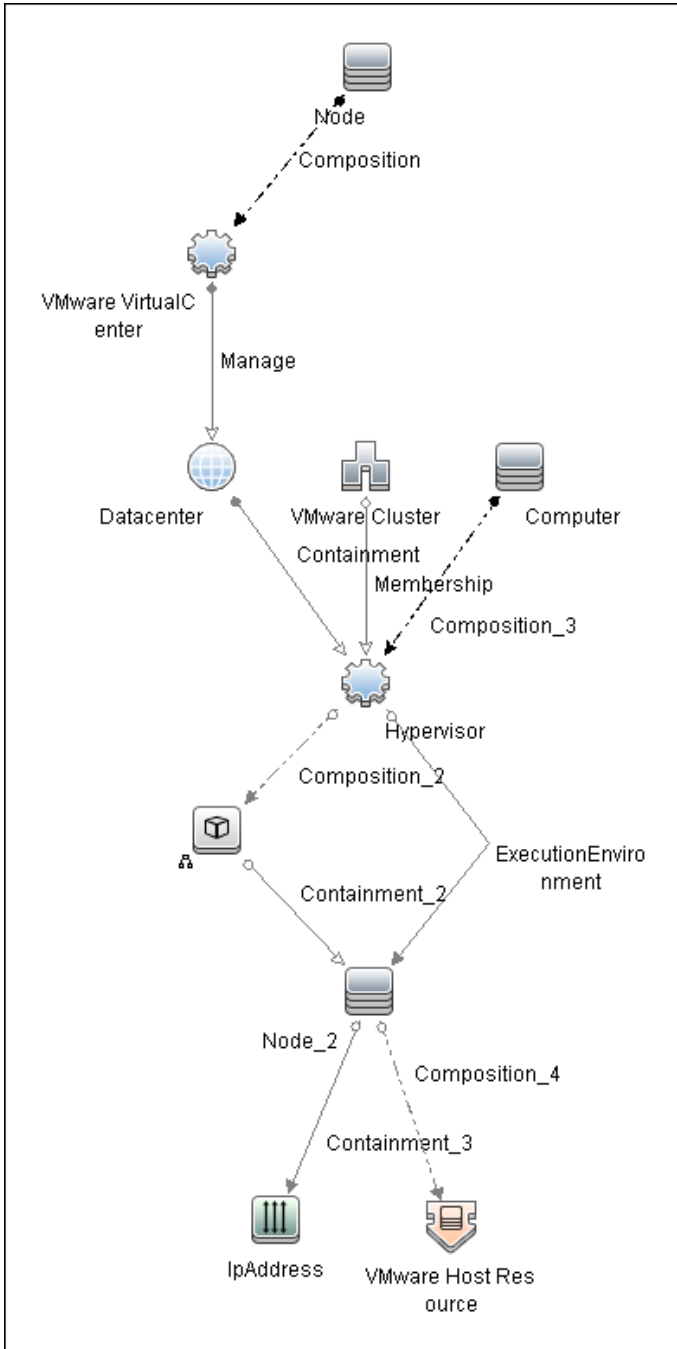 Node
Composition
VMware VirtualC
enter
Manage
Datacenter
VMware Cluster
Computer
Containment
Membership
Composition_3
Hypervisor
Composition_2
ExecutionEnviro
nment
Containment_2
Node_2
Composition_4
Containment_3
IpAddress
VMware Host Res
ource